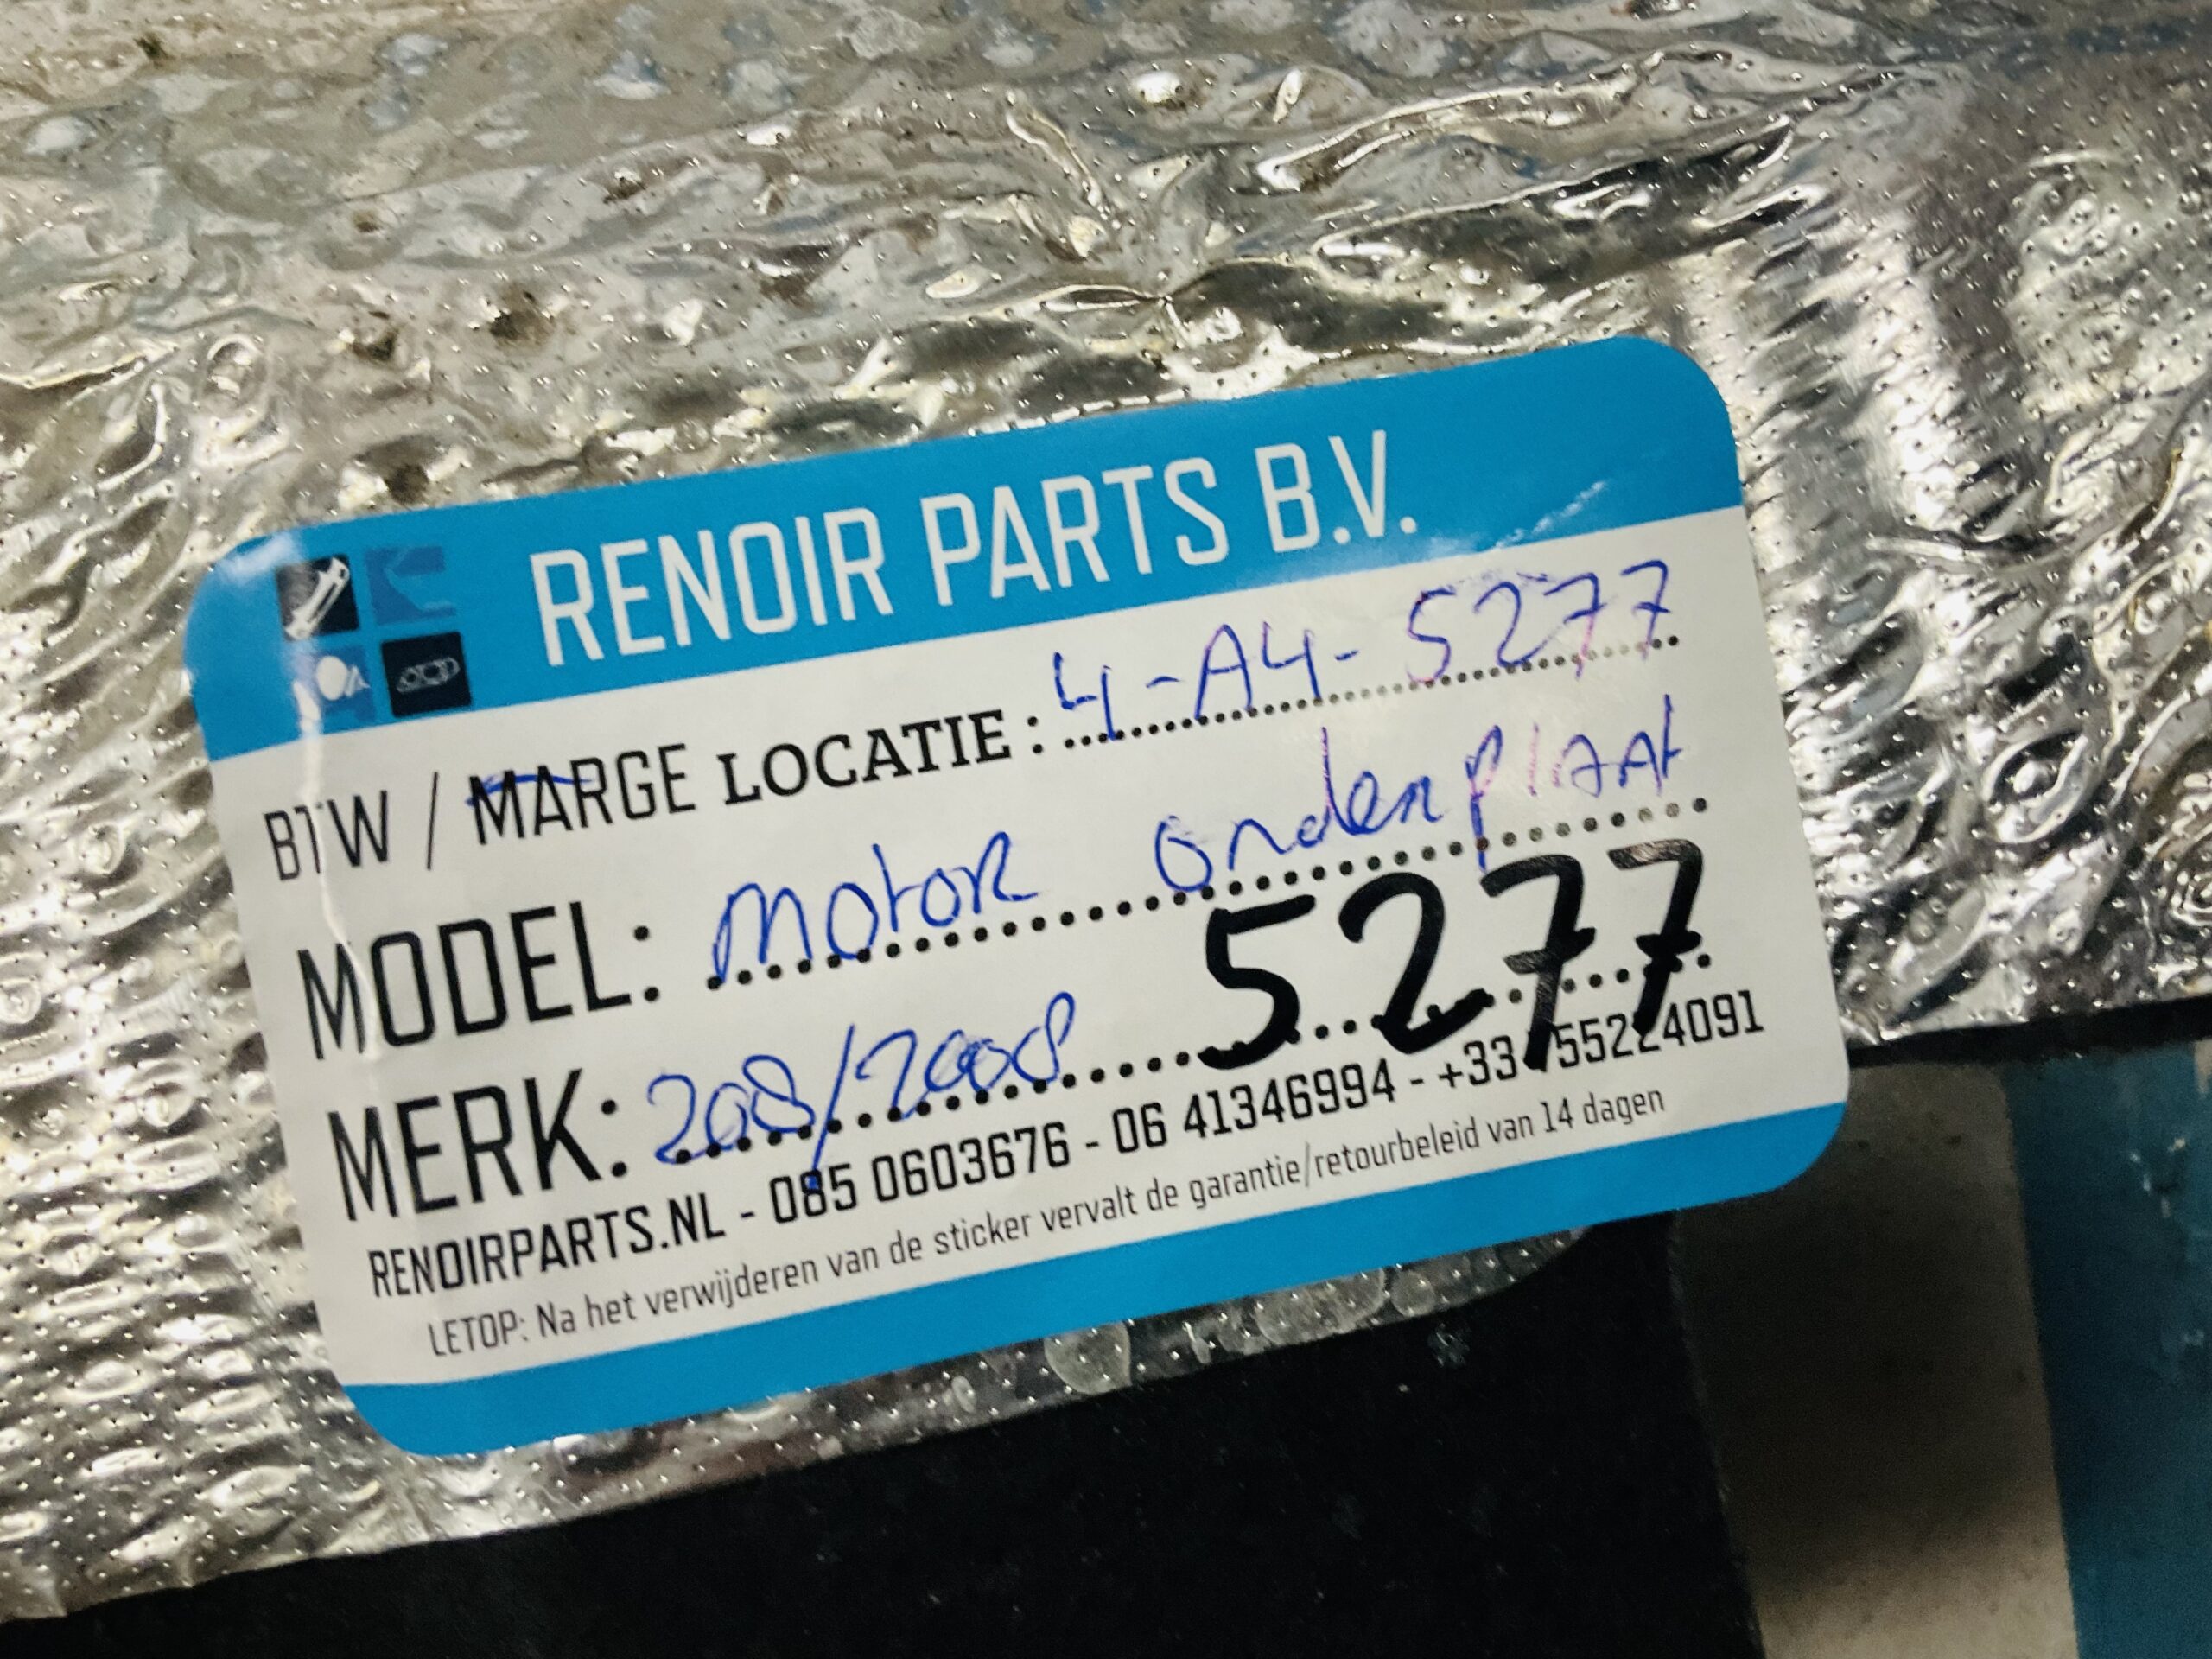 RENOIR PARTS B.V.
BTW / MARGE LOCATIE: 4-A4-5277
MODEL: motor onderplaat
5277
MERK: 208/2008
RENOIRPARTS.NL - 085 0603676 - 06 41346994 - +33
LETOP: Na het verwijderen van de sticker vervalt de garantie/retourbeleid van 14 dagen